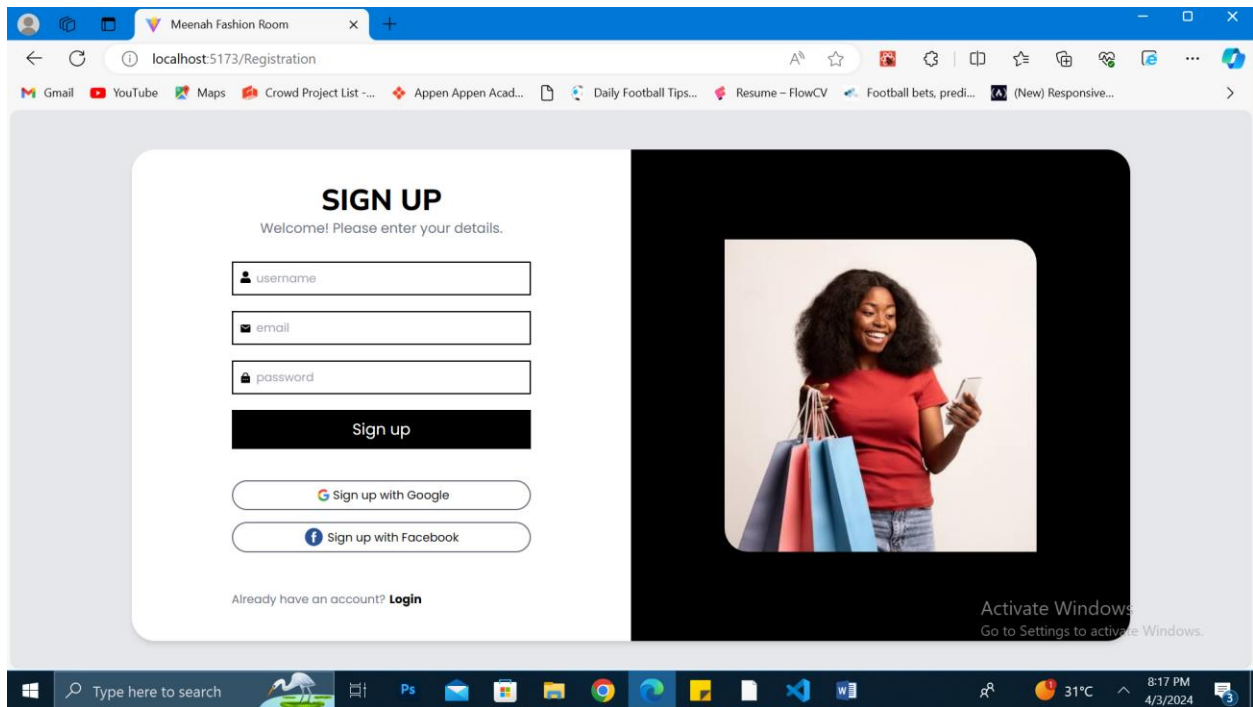 Meenah Fashion Room
localhost:5173/Registration
Gmail YouTube Maps Crowd Project List -... Appen Appen Acad... Daily Football Tips... Resume – FlowCV Football bets, predi... (New) Responsive...
SIGN UP
Welcome! Please enter your details.
username
email
password
Sign up
Sign up with Google
Sign up with Facebook
Already have an account? Login
Activate Windows
Go to Settings to activate Windows.
Type here to search
Ps
31°C
8:17 PM
4/3/2024